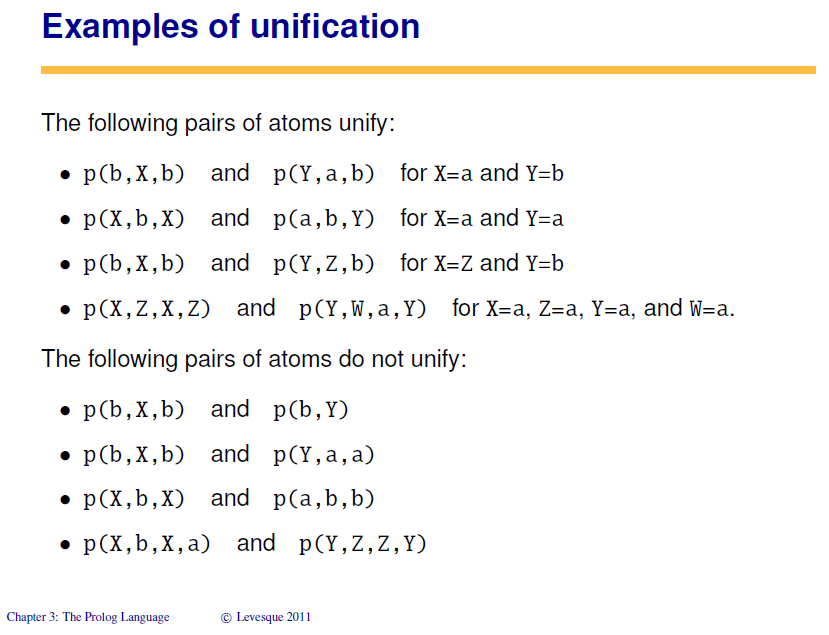 Examples of unification
The following pairs of atoms unify:
• p(b,X,b) and p(Y,a,b) for X=a and Y=b
• p(X,b,X) and p(a,b,Y) for X=a and Y=a
• p(b,X,b) and p(Y,Z,b) for X=Z and Y=b
• p(X,Z,X,Z) and p(Y,W,a,Y) for X=a, Z=a, Y=a, and W=a.
The following pairs of atoms do not unify:
• p(b,X,b) and p(b,Y)
• p(b,X,b) and p(Y,a,a)
• p(X,b,X) and p(a,b,b)
• p(X,b,X,a) and p(Y,Z,Z,Y)
Chapter 3: The Prolog Language © Levesque 2011